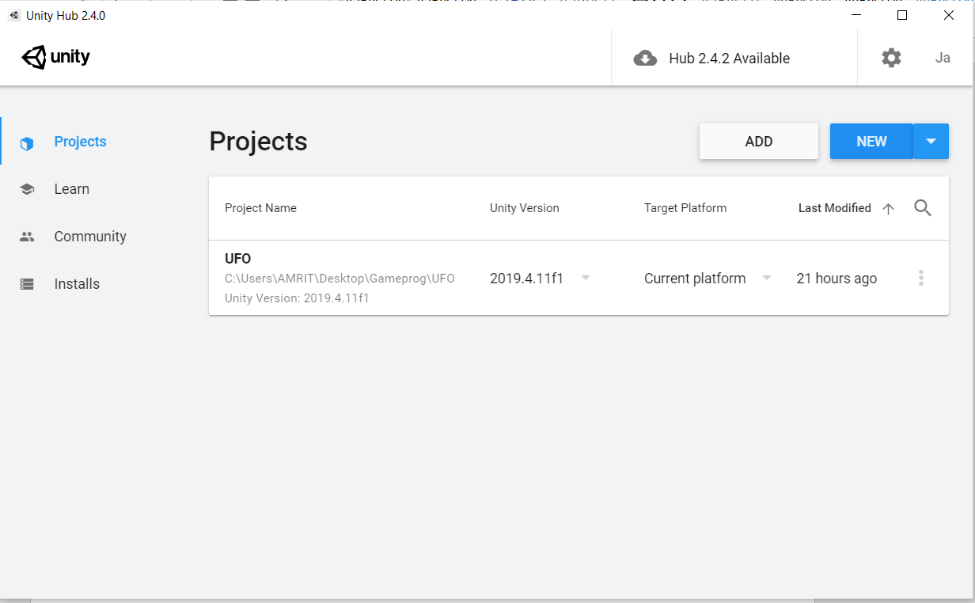 Unity Hub 2.4.0
unity
Hub 2.4.2 Available
Ja
Projects
Learn
Community
Installs
Projects
ADD
NEW
Project Name
Unity Version
Target Platform
Last Modified
UFO
C:\Users\AMRIT\Desktop\Gameprog\UFO
Unity Version: 2019.4.11f1
2019.4.11f1
Current platform
21 hours ago